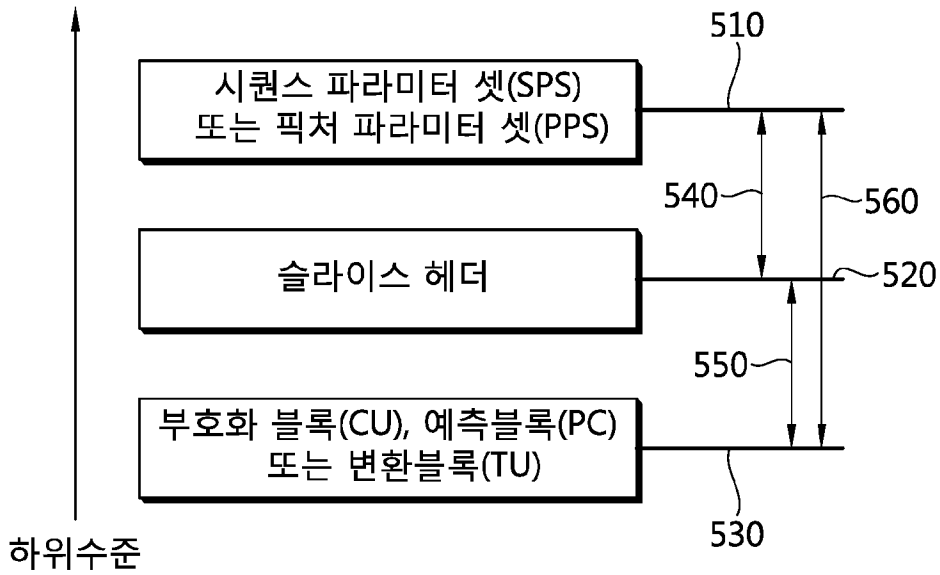 510
시퀀스 파라미터 셋(SPS)
또는 픽처 파라미터 셋(PPS)
540
560
슬라이스 헤더
520
550
부호화 블록(CU), 예측블록(PC)
또는 변환블록(TU)
530
하위수준